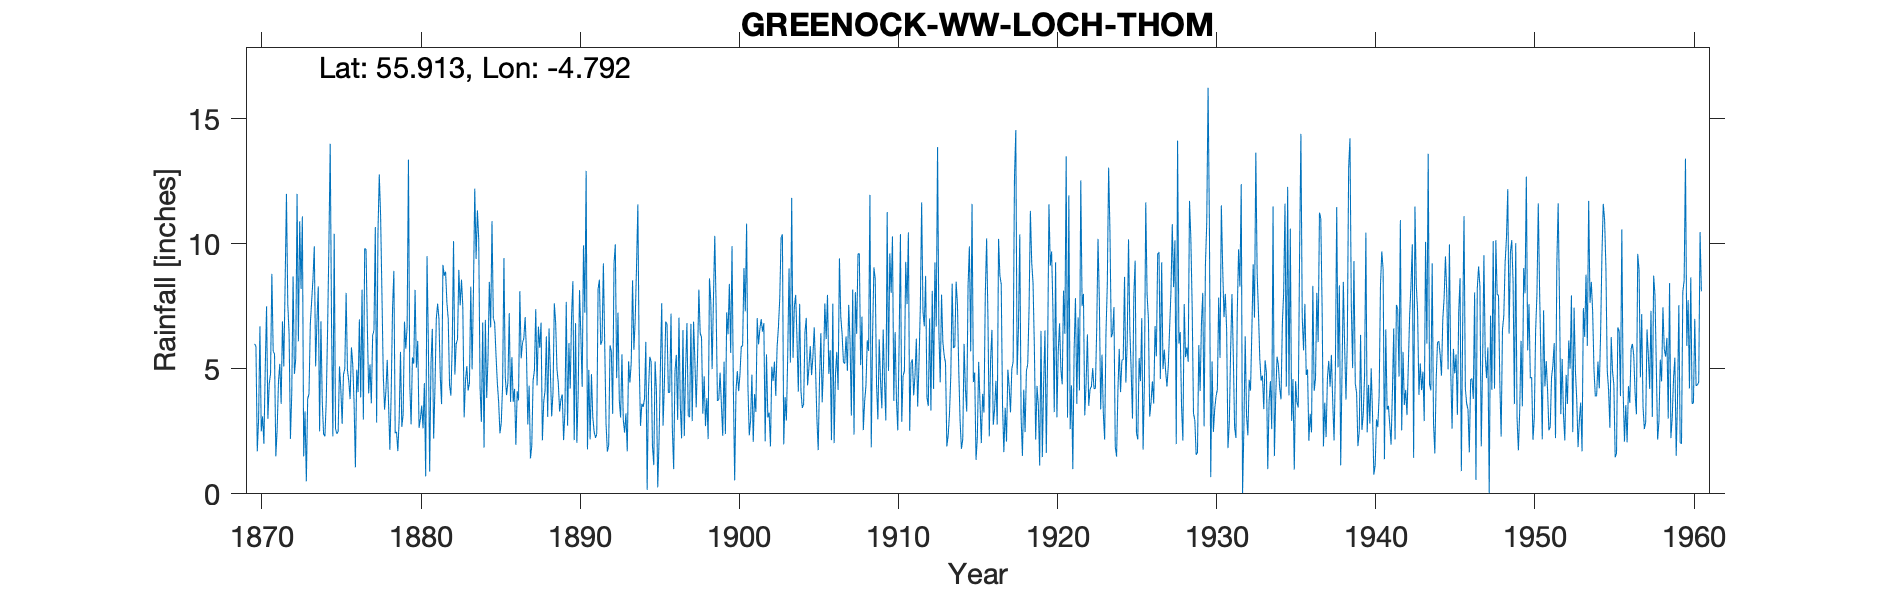 GREENOCK-WW-LOCH-THOM
Lat: 55.913, Lon: -4.792
Rainfall [inches]
15
10
5
0
1870 1880 1890 1900 1910 1920 1930 1940 1950 1960
Year